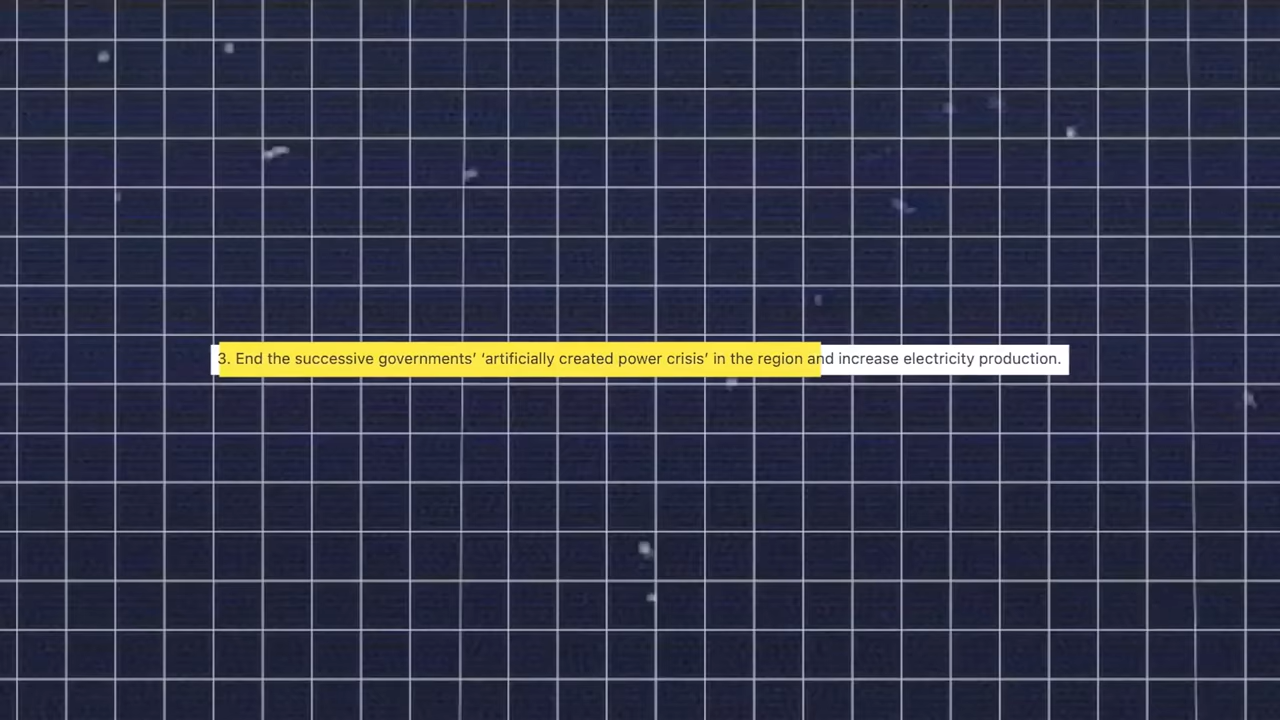 3. End the successive governments’ ‘artificially created power crisis’ in the region and increase electricity production.